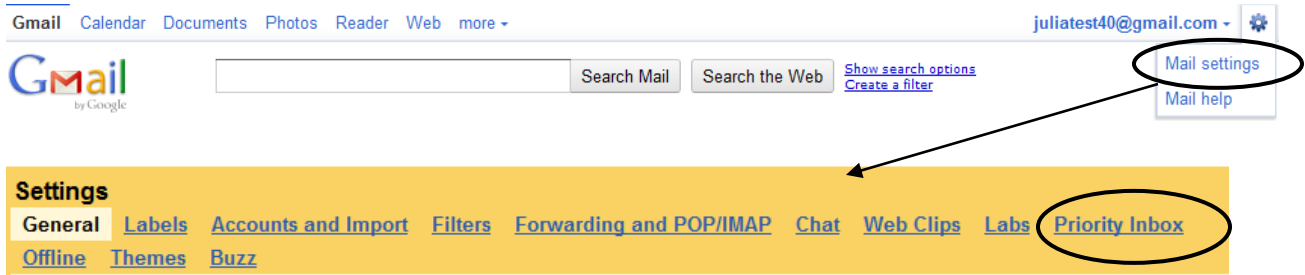 Gmail Calendar Documents Photos Reader Web more juliatest40@gmail.com
Gmail by Google
Search Mail Search the Web Show search options
Create a filter
Mail settings
Mail help
Settings
General Labels Accounts and Import Filters Forwarding and POP/IMAP Chat Web Clips Labs Priority Inbox
Offline Themes Buzz